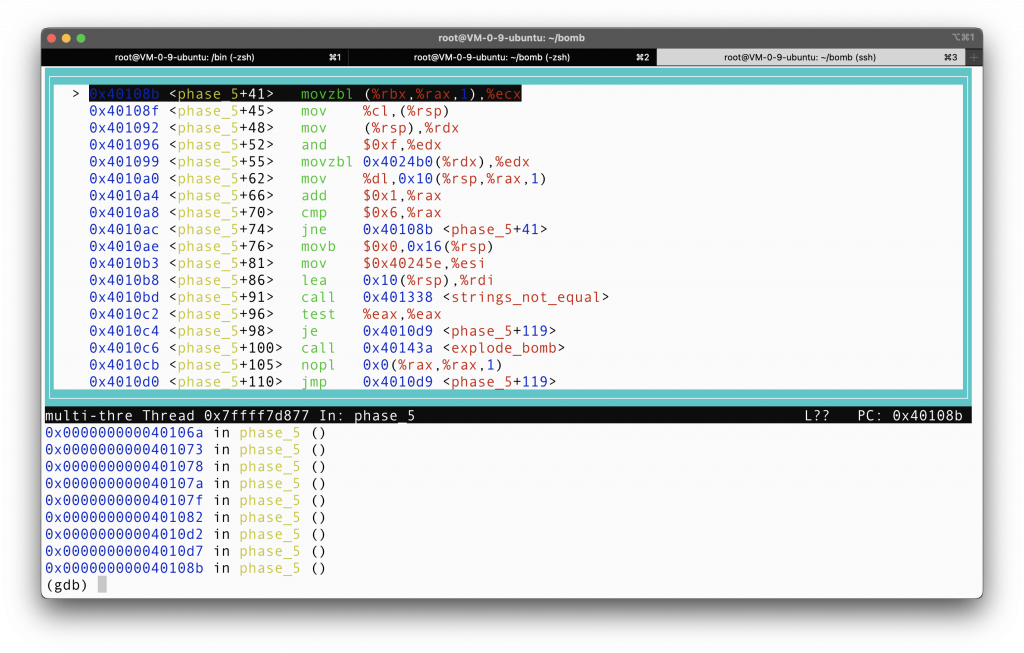 root@VM-0-9-ubuntu: ~/bomb ⌥⌘1
root@VM-0-9-ubuntu: /bin (-zsh) ⌘1 root@VM-0-9-ubuntu: ~/bomb (-zsh) ⌘2 root@VM-0-9-ubuntu: ~/bomb (ssh) ⌘3 +
> 0x40108b <phase_5+41> movzbl (%rbx,%rax,1),%ecx
0x40108f <phase_5+45> mov %cl,(%rsp)
0x401092 <phase_5+48> mov (%rsp),%rdx
0x401096 <phase_5+52> and $0xf,%edx
0x401099 <phase_5+55> movzbl 0x4024b0(%rdx),%edx
0x4010a0 <phase_5+62> mov %dl,0x10(%rsp,%rax,1)
0x4010a4 <phase_5+66> add $0x1,%rax
0x4010a8 <phase_5+70> cmp $0x6,%rax
0x4010ac <phase_5+74> jne 0x40108b <phase_5+41>
0x4010ae <phase_5+76> movb $0x0,0x16(%rsp)
0x4010b3 <phase_5+81> mov $0x40245e,%esi
0x4010b8 <phase_5+86> lea 0x10(%rsp),%rdi
0x4010bd <phase_5+91> call 0x401338 <strings_not_equal>
0x4010c2 <phase_5+96> test %eax,%eax
0x4010c4 <phase_5+98> je 0x4010d9 <phase_5+119>
0x4010c6 <phase_5+100> call 0x40143a <explode_bomb>
0x4010cb <phase_5+105> nopl 0x0(%rax,%rax,1)
0x4010d0 <phase_5+110> jmp 0x4010d9 <phase_5+119>
multi-thre Thread 0x7ffff7d877 In: phase_5 L?? PC: 0x40108b
0x000000000040106a in phase_5 ()
0x0000000000401073 in phase_5 ()
0x0000000000401078 in phase_5 ()
0x000000000040107a in phase_5 ()
0x000000000040107f in phase_5 ()
0x0000000000401082 in phase_5 ()
0x00000000004010d2 in phase_5 ()
0x00000000004010d7 in phase_5 ()
0x000000000040108b in phase_5 ()
(gdb)